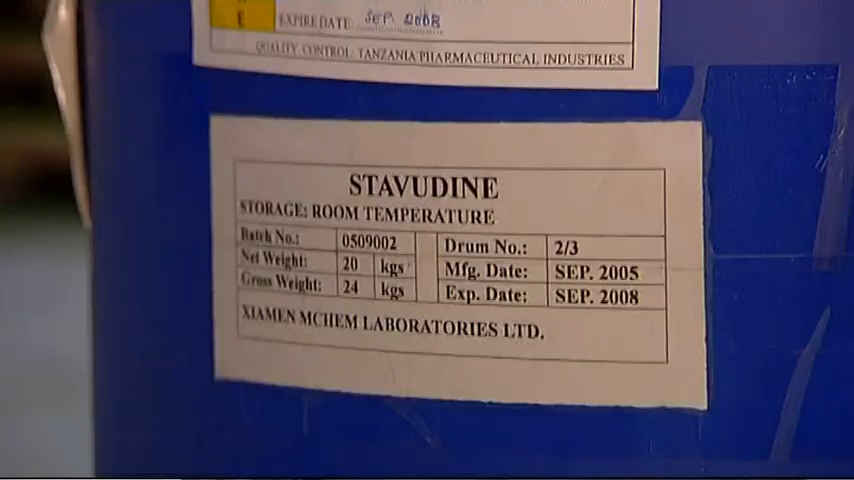 E
EXPIRE DATE: SEP. 2008
QUALITY CONTROL: TANZANIA PHARMACEUTICAL INDUSTRIES
STAVUDINE
STORAGE: ROOM TEMPERATURE
Batch No.: 0509002 Drum No.: 2/3
Net Weight: 20 kgs Mfg. Date: SEP. 2005
Gross Weight: 24 kgs Exp. Date: SEP. 2008
XIAMEN MCHEM LABORATORIES LTD.